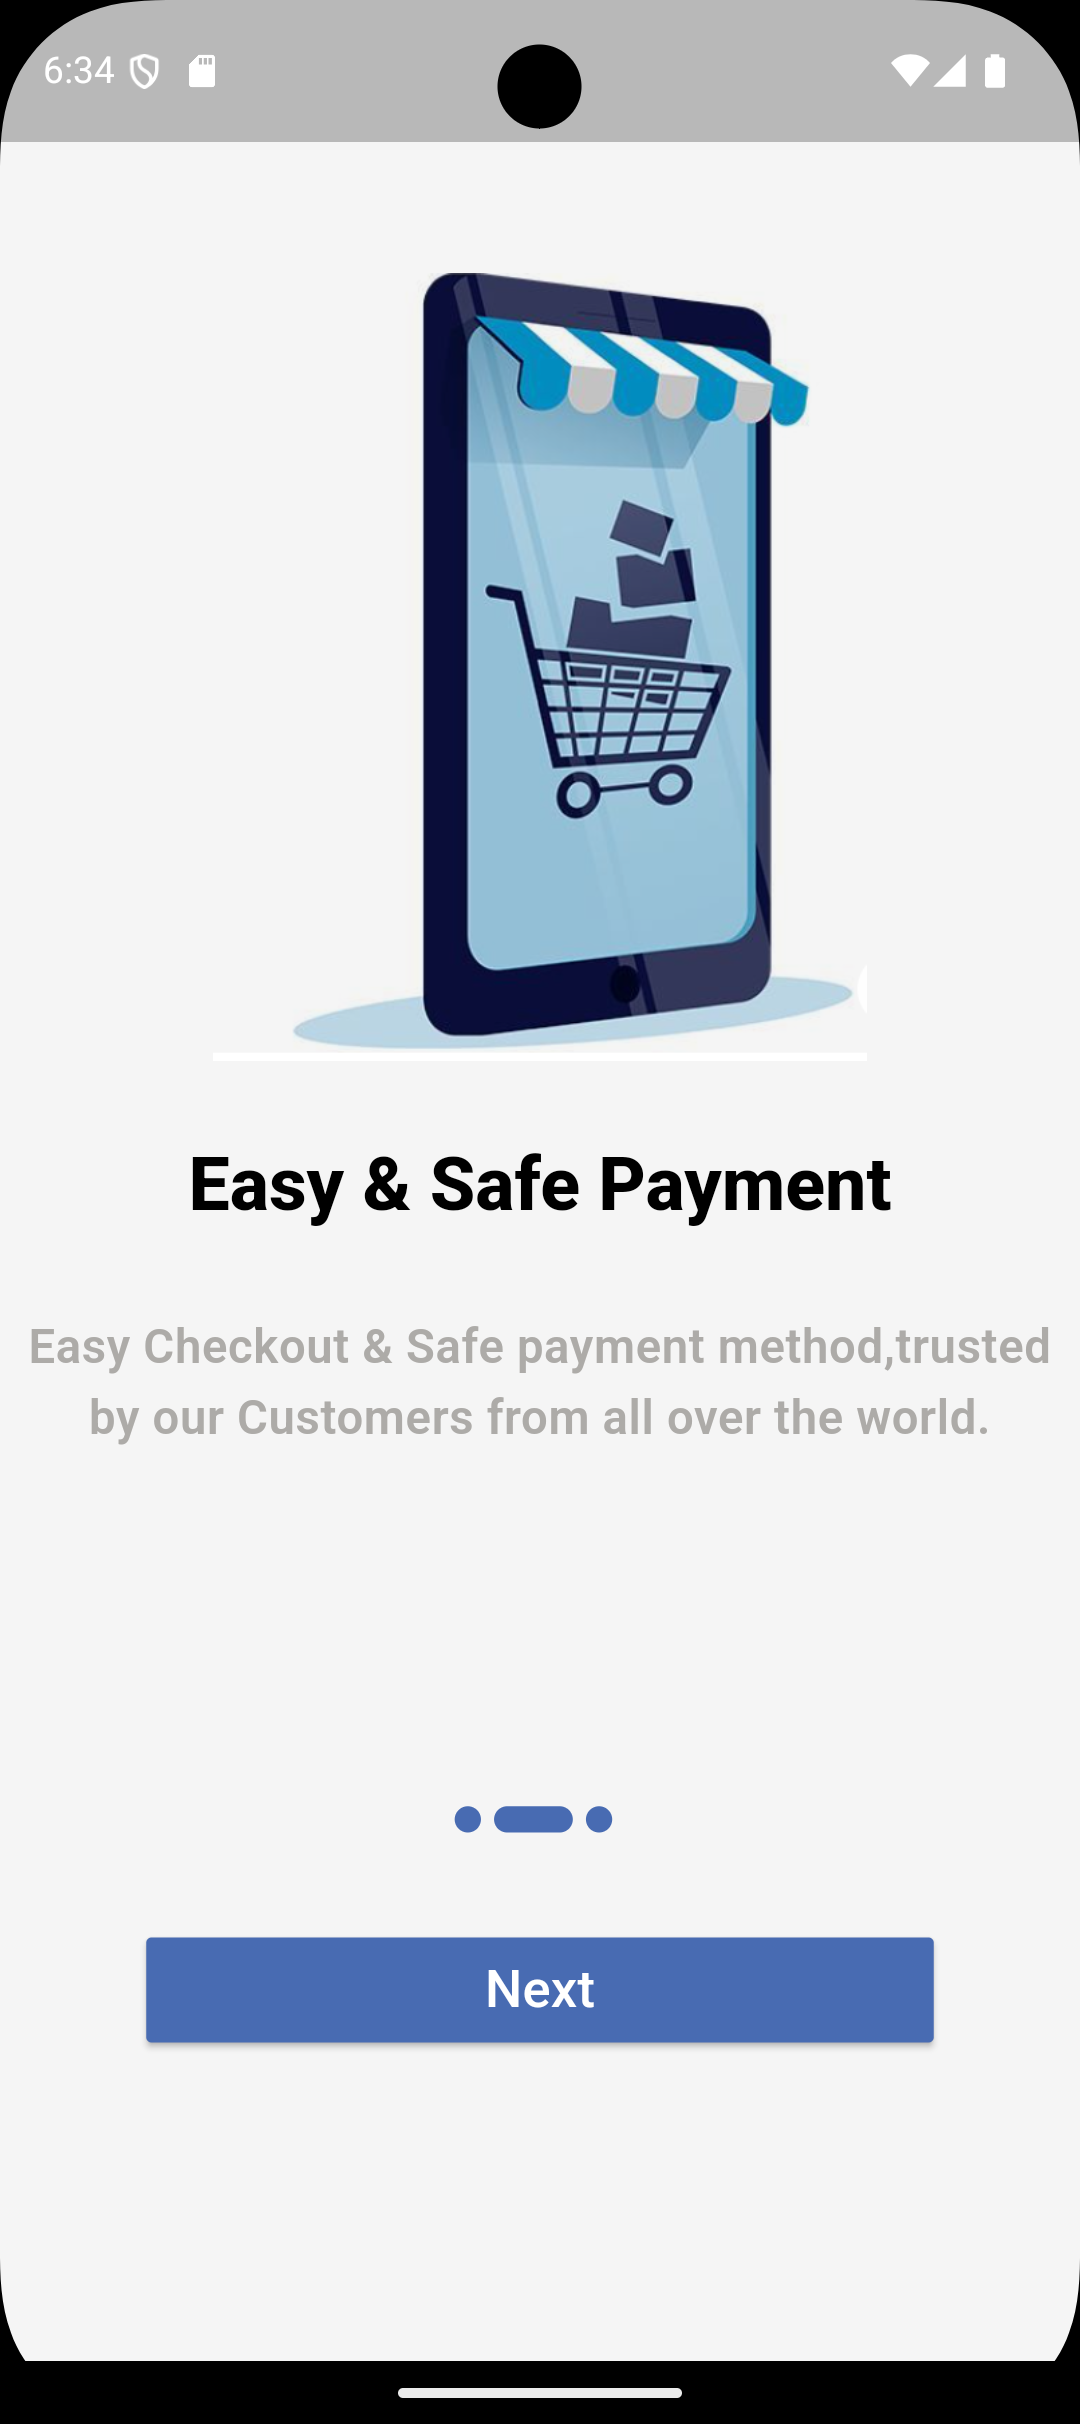 6:34
Easy & Safe Payment
Easy Checkout & Safe payment method,trusted
by our Customers from all over the world.
Next